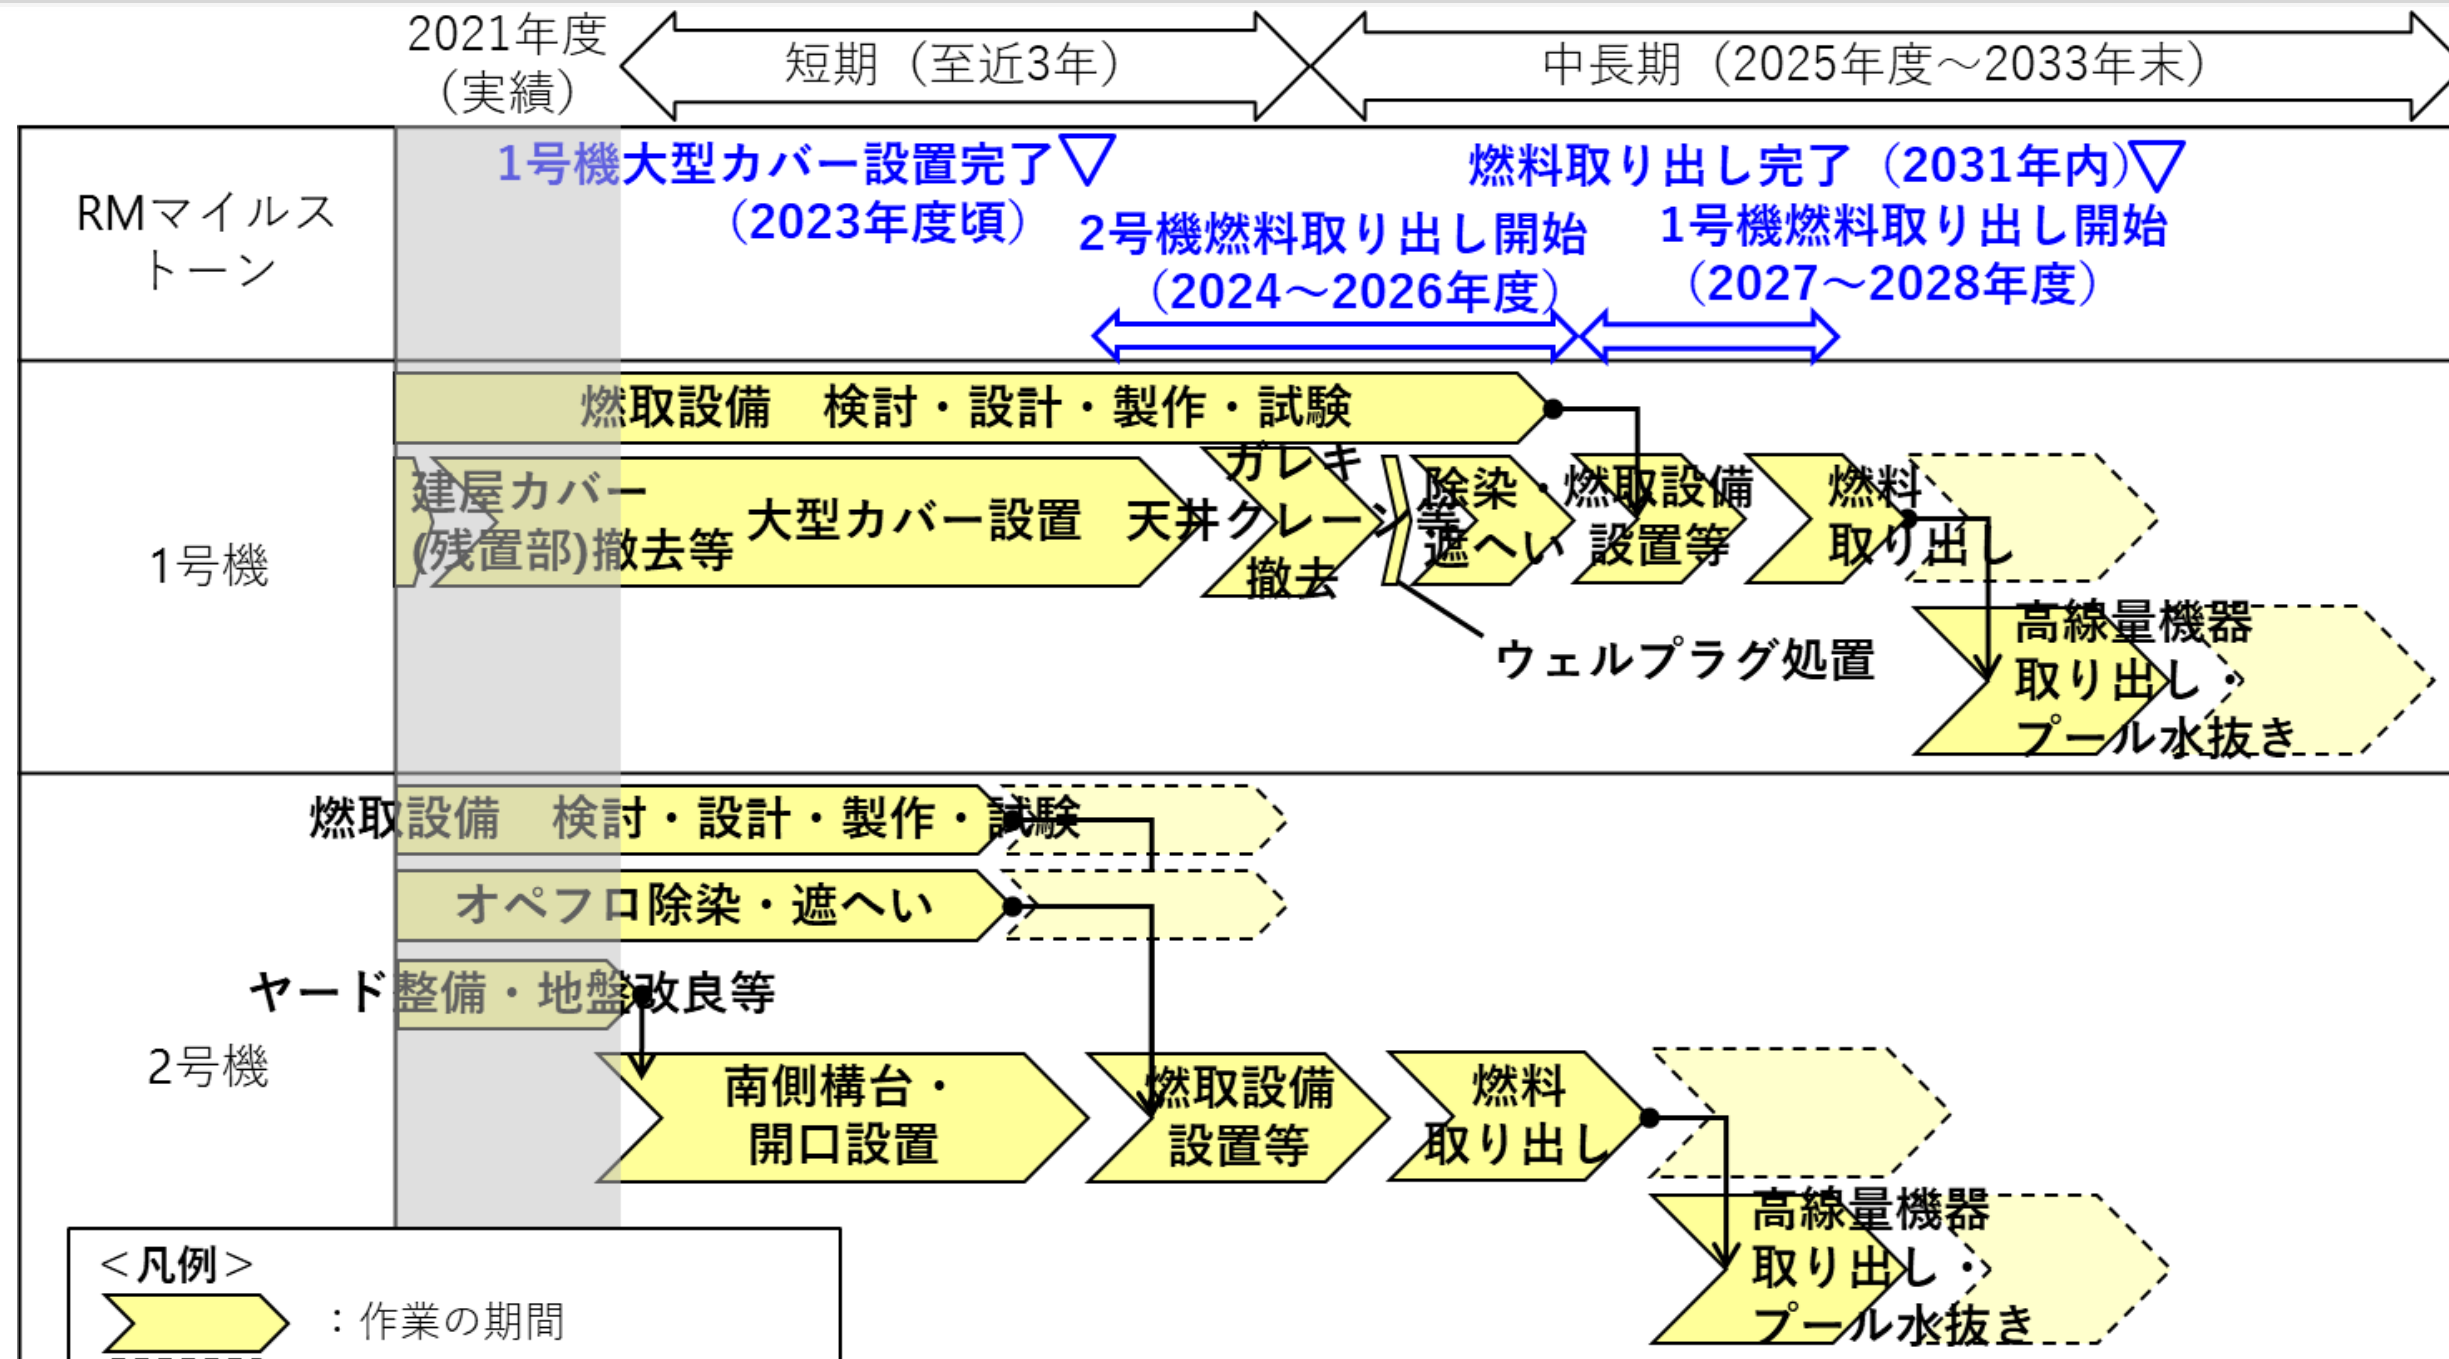 2021年度
（実績）
短期（至近3年）
中長期（2025年度～2033年末）
RMマイルス
トーン
1号機大型カバー設置完了
（2023年度頃）
2号機燃料取り出し開始
（2024～2026年度）
燃料取り出し完了（2031年内）
1号機燃料取り出し開始
（2027～2028年度）
1号機
燃取設備　検討・設計・製作・試験
建屋カバー
(残置部)撤去等
大型カバー設置
ガレキ
天井クレーン等
撤去
除染・
遮へい
燃取設備
設置等
燃料
取り出し
ウェルプラグ処置
高線量機器
取り出し・
プール水抜き
2号機
燃取設備　検討・設計・製作・試験
オペフロ除染・遮へい
ヤード整備・地盤改良等
南側構台・
開口設置
燃取設備
設置等
燃料
取り出し
高線量機器
取り出し・
プール水抜き
＜凡例＞
：作業の期間